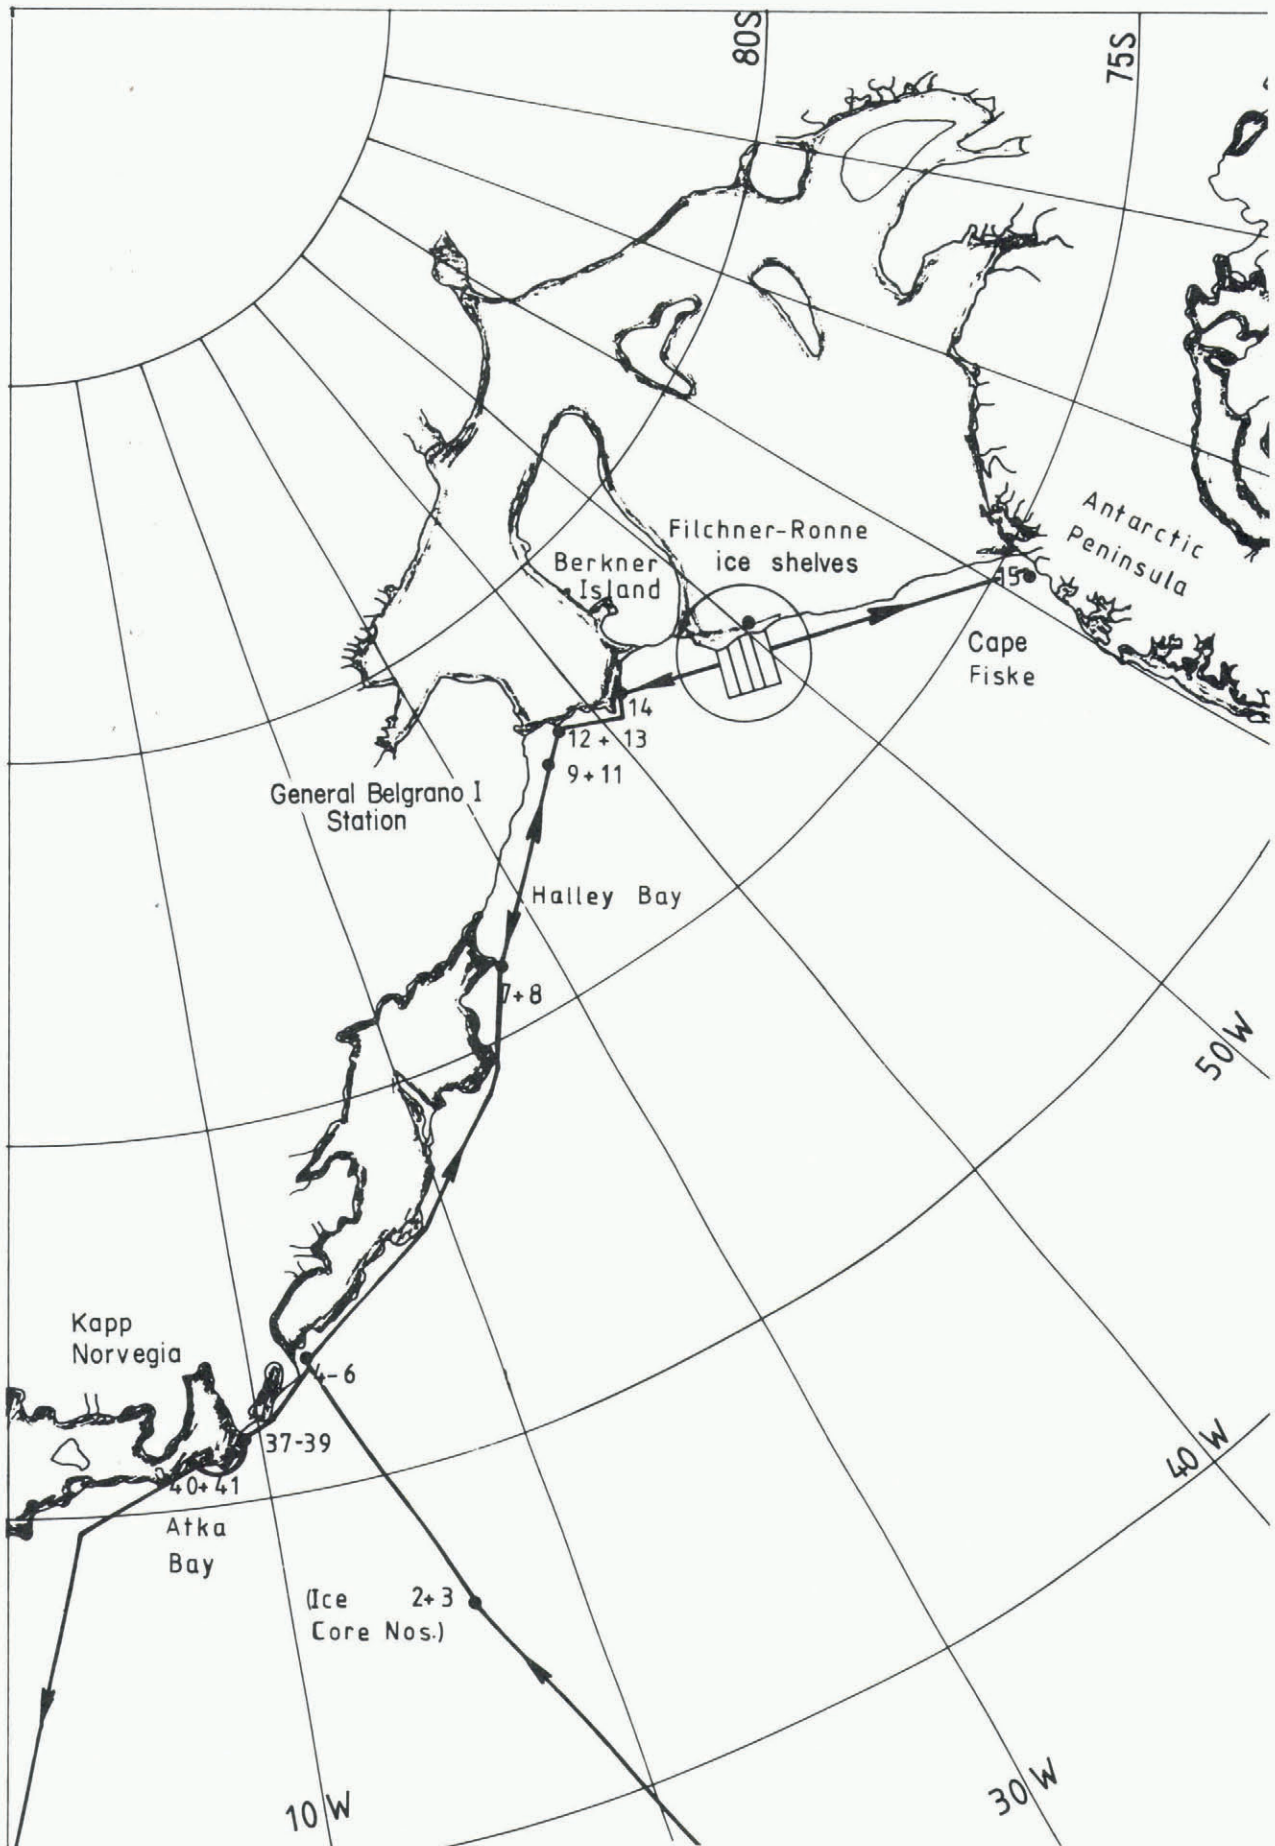 80S
75S
Antarctic
Peninsula
Filchner-Ronne
ice shelves
Berkner
Island
15
Cape
Fiske
14
12 + 13
9 + 11
General Belgrano I
Station
Halley Bay
7+8
50 W
Kapp
Norvegia
4-6
37-39
40+41
Atka
Bay
40 W
(Ice 2+3
Core Nos.)
30 W
10 W